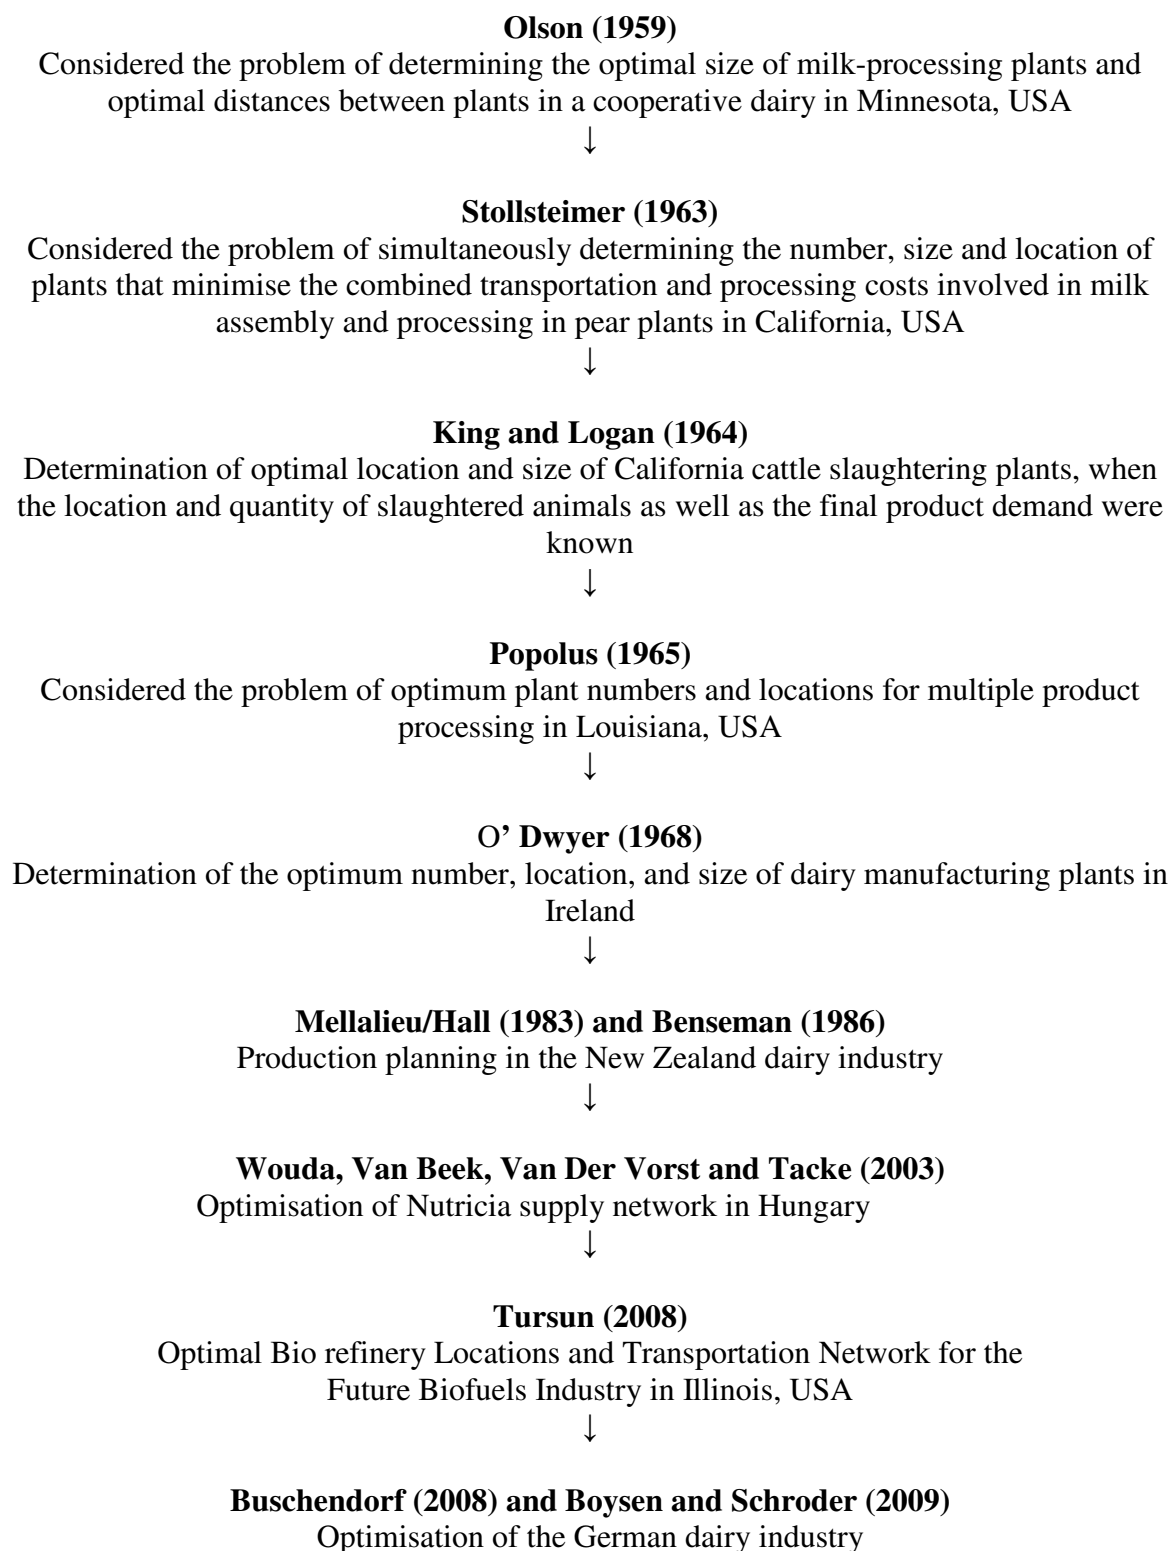 Olson (1959)
Considered the problem of determining the optimal size of milk-processing plants and
optimal distances between plants in a cooperative dairy in Minnesota, USA
↓
Stollsteimer (1963)
Considered the problem of simultaneously determining the number, size and location of
plants that minimise the combined transportation and processing costs involved in milk
assembly and processing in pear plants in California, USA
↓
King and Logan (1964)
Determination of optimal location and size of California cattle slaughtering plants, when
the location and quantity of slaughtered animals as well as the final product demand were
known
↓
Popolus (1965)
Considered the problem of optimum plant numbers and locations for multiple product
processing in Louisiana, USA
↓
O’ Dwyer (1968)
Determination of the optimum number, location, and size of dairy manufacturing plants in
Ireland
↓
Mellalieu/Hall (1983) and Benseman (1986)
Production planning in the New Zealand dairy industry
↓
Wouda, Van Beek, Van Der Vorst and Tacke (2003)
Optimisation of Nutricia supply network in Hungary
↓
Tursun (2008)
Optimal Bio refinery Locations and Transportation Network for the
Future Biofuels Industry in Illinois, USA
↓
Buschendorf (2008) and Boysen and Schroder (2009)
Optimisation of the German dairy industry